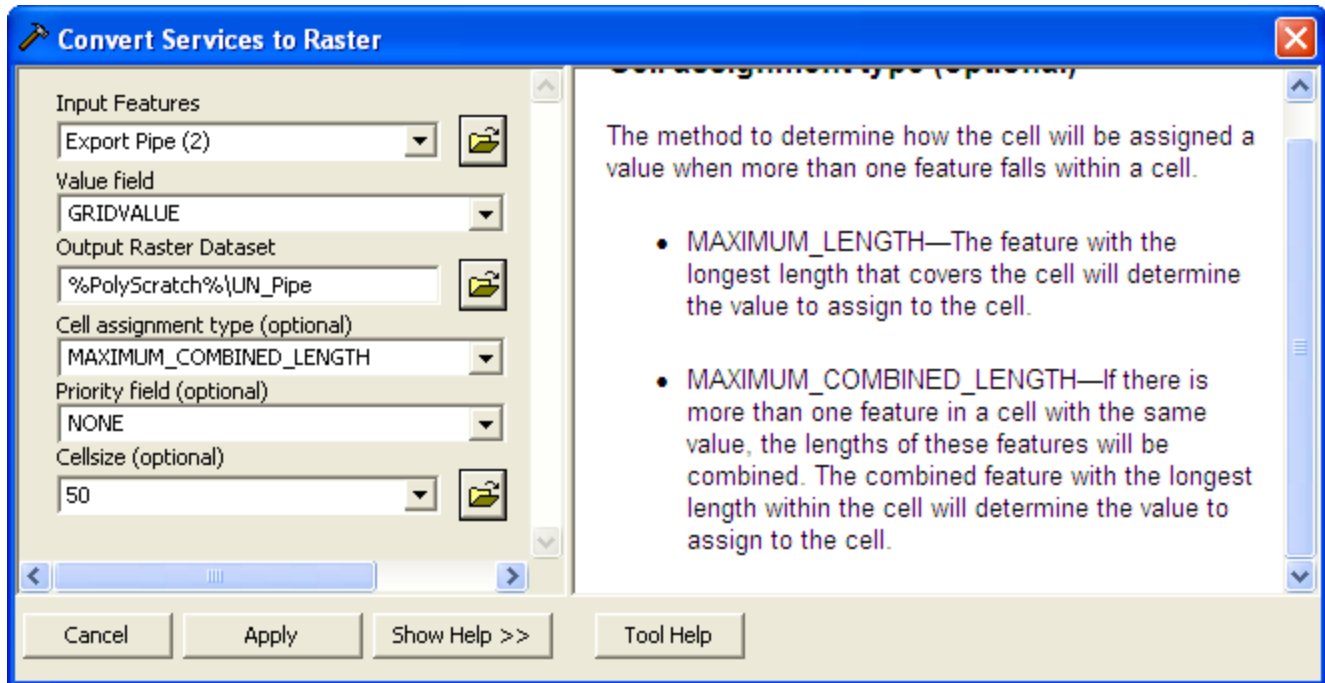 Convert Services to Raster
Input Features
Export Pipe (2)
Value field
GRIDVALUE
Output Raster Dataset
%PolyScratch%\UN_Pipe
Cell assignment type (optional)
MAXIMUM_COMBINED_LENGTH
Priority field (optional)
NONE
Cellsize (optional)
50
Cell assignment type (optional)
The method to determine how the cell will be assigned a
value when more than one feature falls within a cell.
• MAXIMUM_LENGTH—The feature with the
longest length that covers the cell will determine
the value to assign to the cell.
• MAXIMUM_COMBINED_LENGTH—If there is
more than one feature in a cell with the same
value, the lengths of these features will be
combined. The combined feature with the longest
length within the cell will determine the value to
assign to the cell.
Cancel
Apply
Show Help >>
Tool Help